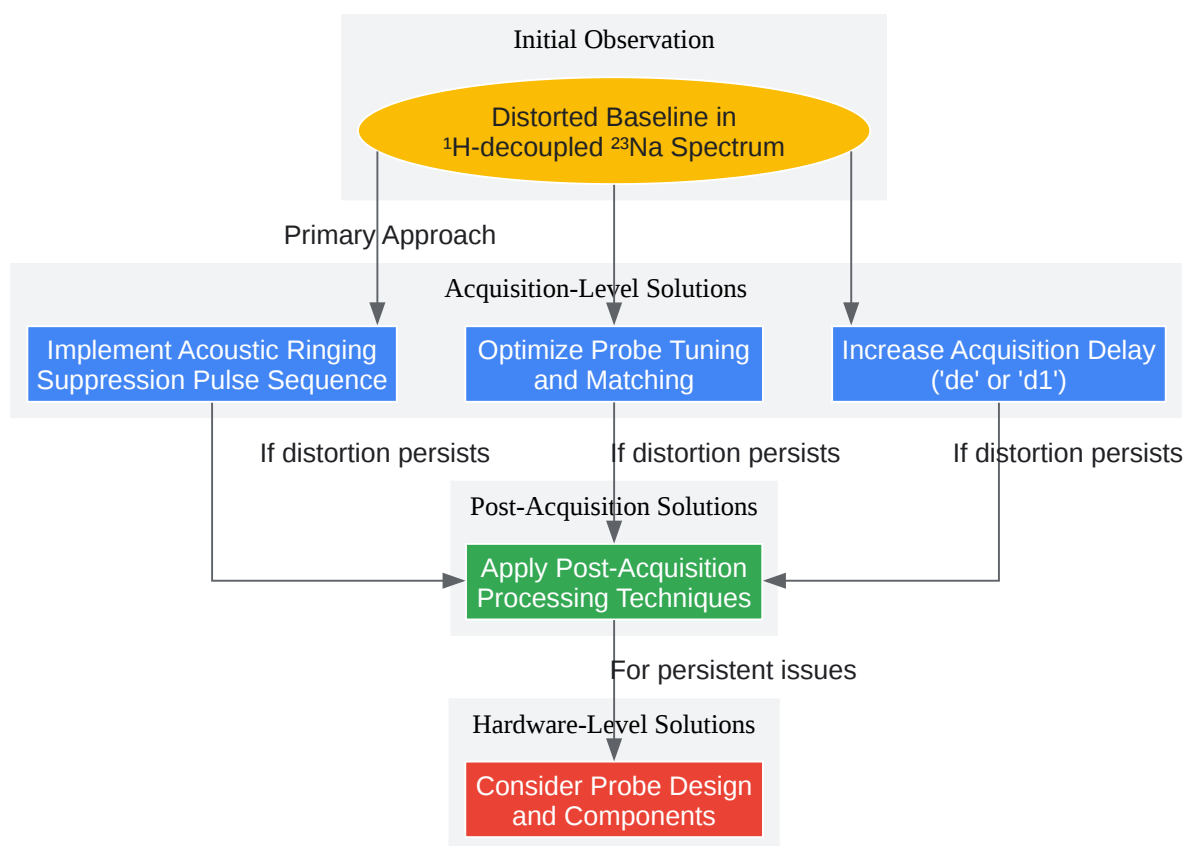 Initial Observation
Distorted Baseline in
¹H-decoupled ²³Na Spectrum
Primary Approach
Acquisition-Level Solutions
Implement Acoustic Ringing
Suppression Pulse Sequence
Optimize Probe Tuning
and Matching
Increase Acquisition Delay
('de' or 'd1')
If distortion persists
If distortion persists
If distortion persists
Post-Acquisition Solutions
Apply Post-Acquisition
Processing Techniques
For persistent issues
Hardware-Level Solutions
Consider Probe Design
and Components